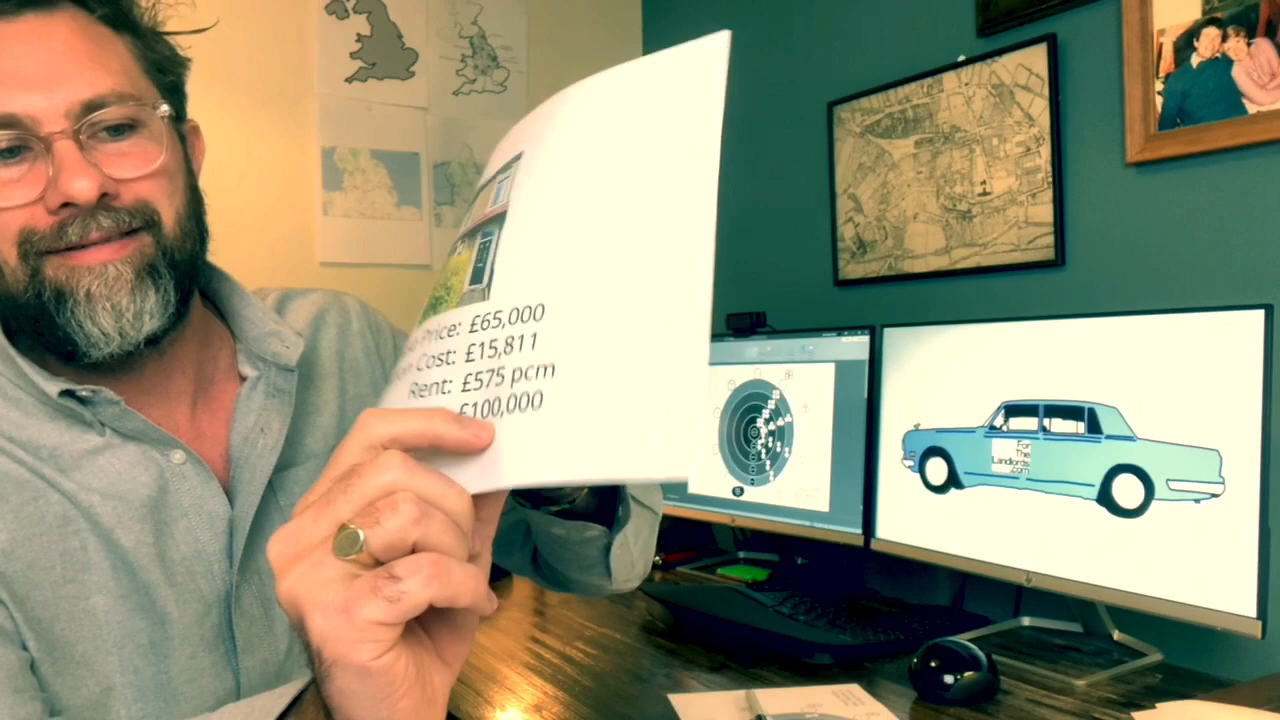 Price: £65,000
Cost: £15,811
Rent: £575 pcm
£100,000
For
The
Landlords
.com